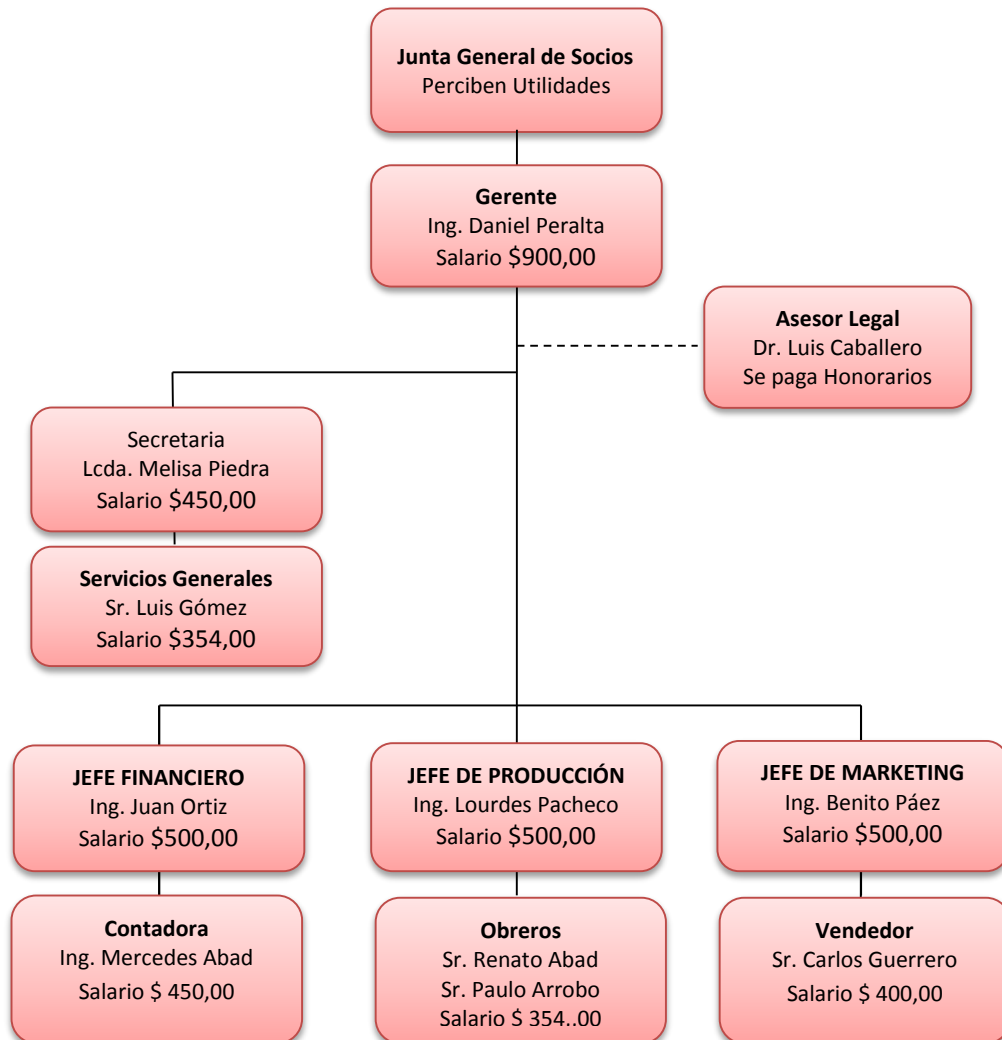 Junta General de Socios
Perciben Utilidades
Gerente
Ing. Daniel Peralta
Salario $900,00
Asesor Legal
Dr. Luis Caballero
Se paga Honorarios
Secretaria
Lcda. Melisa Piedra
Salario $450,00
Servicios Generales
Sr. Luis Gómez
Salario $354,00
JEFE FINANCIERO
Ing. Juan Ortiz
Salario $500,00
JEFE DE PRODUCCIÓN
Ing. Lourdes Pacheco
Salario $500,00
JEFE DE MARKETING
Ing. Benito Páez
Salario $500,00
Contadora
Ing. Mercedes Abad
Salario $ 450,00
Obreros
Sr. Renato Abad
Sr. Paulo Arrobo
Salario $ 354,.00
Vendedor
Sr. Carlos Guerrero
Salario $ 400,00